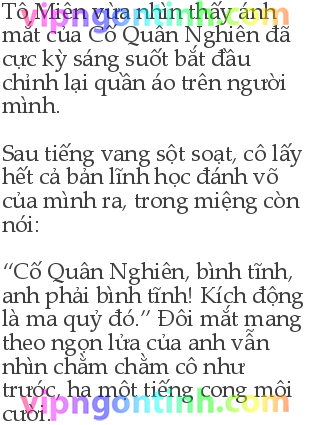 Tô Miên vừa nhìn thấy ánh
mắt của Cố Quân Nghiên đã
cực kỳ sáng suốt bắt đầu
chỉnh lại quần áo trên người
mình.
Sau tiếng vang sột soạt, cô lấy
hết cả bản lĩnh học đánh võ
của mình ra, trong miệng còn
nói:
“Cố Quân Nghiên, bình tĩnh,
anh phải bình tĩnh! Kích động
là ma quỷ đó.” Đôi mắt mang
theo ngọn lửa của anh vẫn
nhìn chằm chằm cô như
trước, hạ một tiếng cong môi
cười.
vipngontinh.com
vipngontinh.com